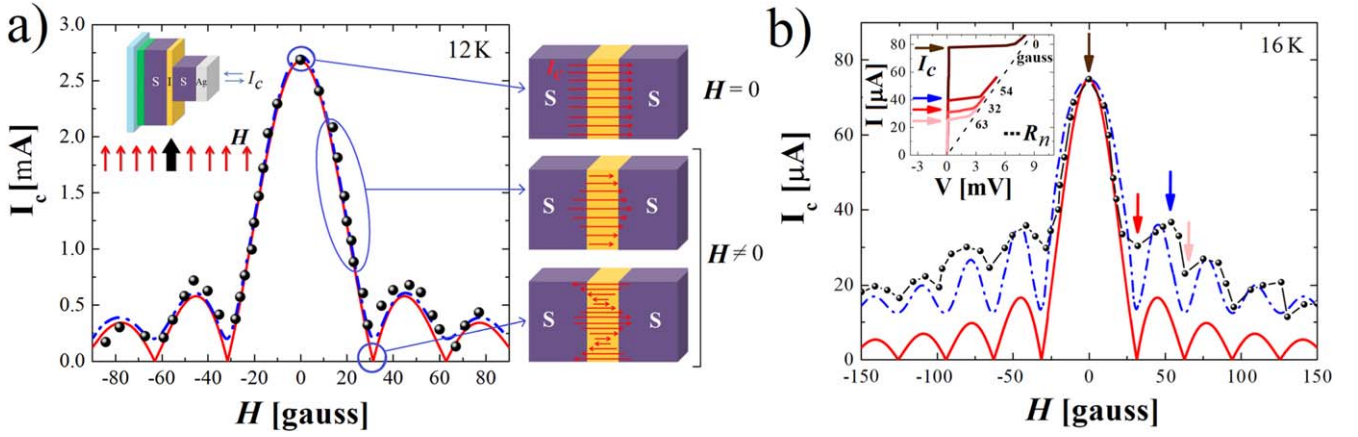 a)
12K
I_c [mA]
3.0
2.5
2.0
1.5
1.0
0.5
0.0
-80 -60 -40 -20 0 20 40 60 80
H [gauss]
S I S Ag
I_c
H
I_c
S S
H = 0
S S
H ≠ 0
S S
b)
16K
I_c [µA]
80
60
40
20
0
-150 -100 -50 0 50 100 150
H [gauss]
I [µA]
80
60
40
20
0
I_c
0
gauss
54
32
63
R_n
-3 0 3 6 9
V [mV]